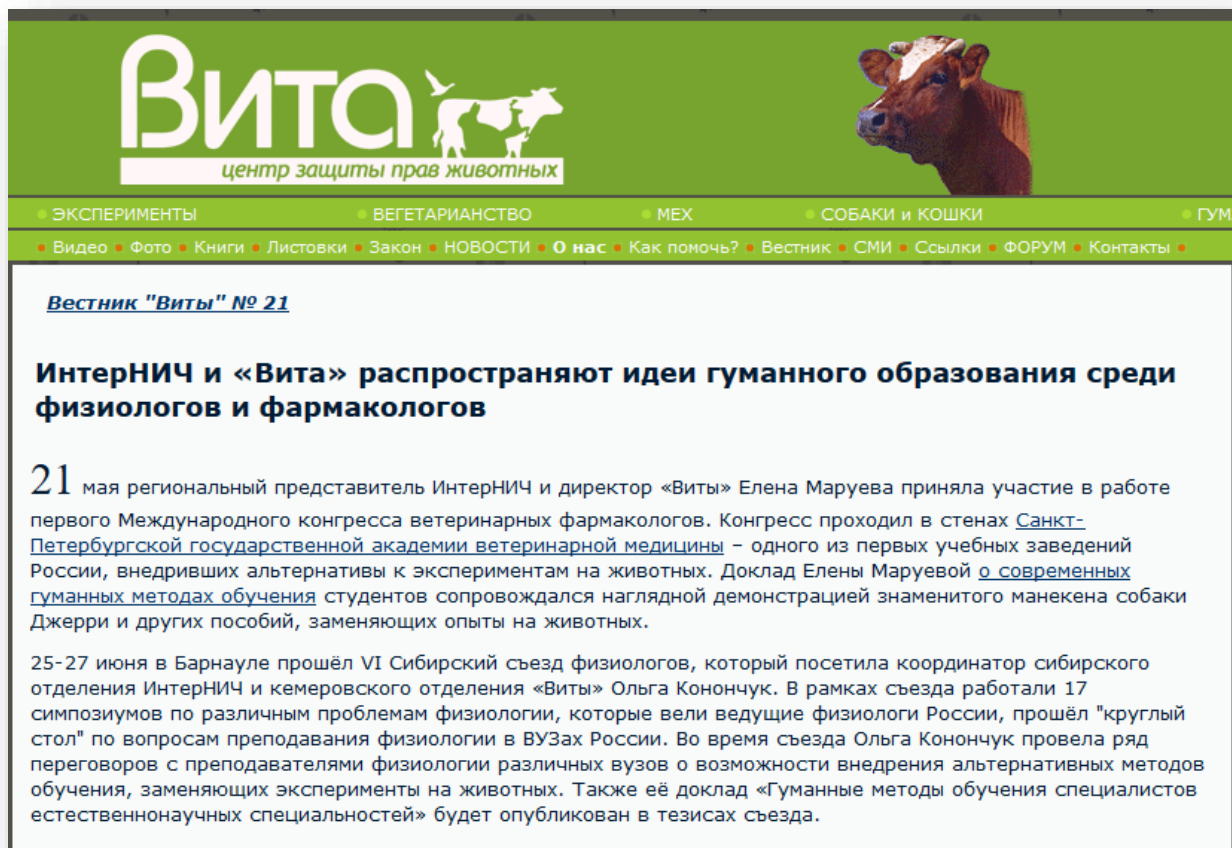 Вита
центр защиты прав животных
• ЭКСПЕРИМЕНТЫ • ВЕГЕТАРИАНСТВО • МЕХ • СОБАКИ и КОШКИ • ГУМ
• Видео • Фото • Книги • Листовки • Закон • НОВОСТИ • О нас • Как помочь? • Вестник • СМИ • Ссылки • ФОРУМ • Контакты •
Вестник "Виты" № 21
ИнтерНИЧ и «Вита» распространяют идеи гуманного образования среди
физиологов и фармакологов
21 мая региональный представитель ИнтерНИЧ и директор «Виты» Елена Маруева приняла участие в работе
первого Международного конгресса ветеринарных фармакологов. Конгресс проходил в стенах Санкт-
Петербургской государственной академии ветеринарной медицины – одного из первых учебных заведений
России, внедривших альтернативы к экспериментам на животных. Доклад Елены Маруевой о современных
гуманных методах обучения студентов сопровождался наглядной демонстрацией знаменитого манекена собаки
Джерри и других пособий, заменяющих опыты на животных.
25-27 июня в Барнауле прошёл VI Сибирский съезд физиологов, который посетила координатор сибирского
отделения ИнтерНИЧ и кемеровского отделения «Виты» Ольга Конончук. В рамках съезда работали 17
симпозиумов по различным проблемам физиологии, которые вели ведущие физиологи России, прошёл "круглый
стол" по вопросам преподавания физиологии в ВУЗах России. Во время съезда Ольга Конончук провела ряд
переговоров с преподавателями физиологии различных вузов о возможности внедрения альтернативных методов
обучения, заменяющих эксперименты на животных. Также её доклад «Гуманные методы обучения специалистов
естественнонаучных специальностей» будет опубликован в тезисах съезда.